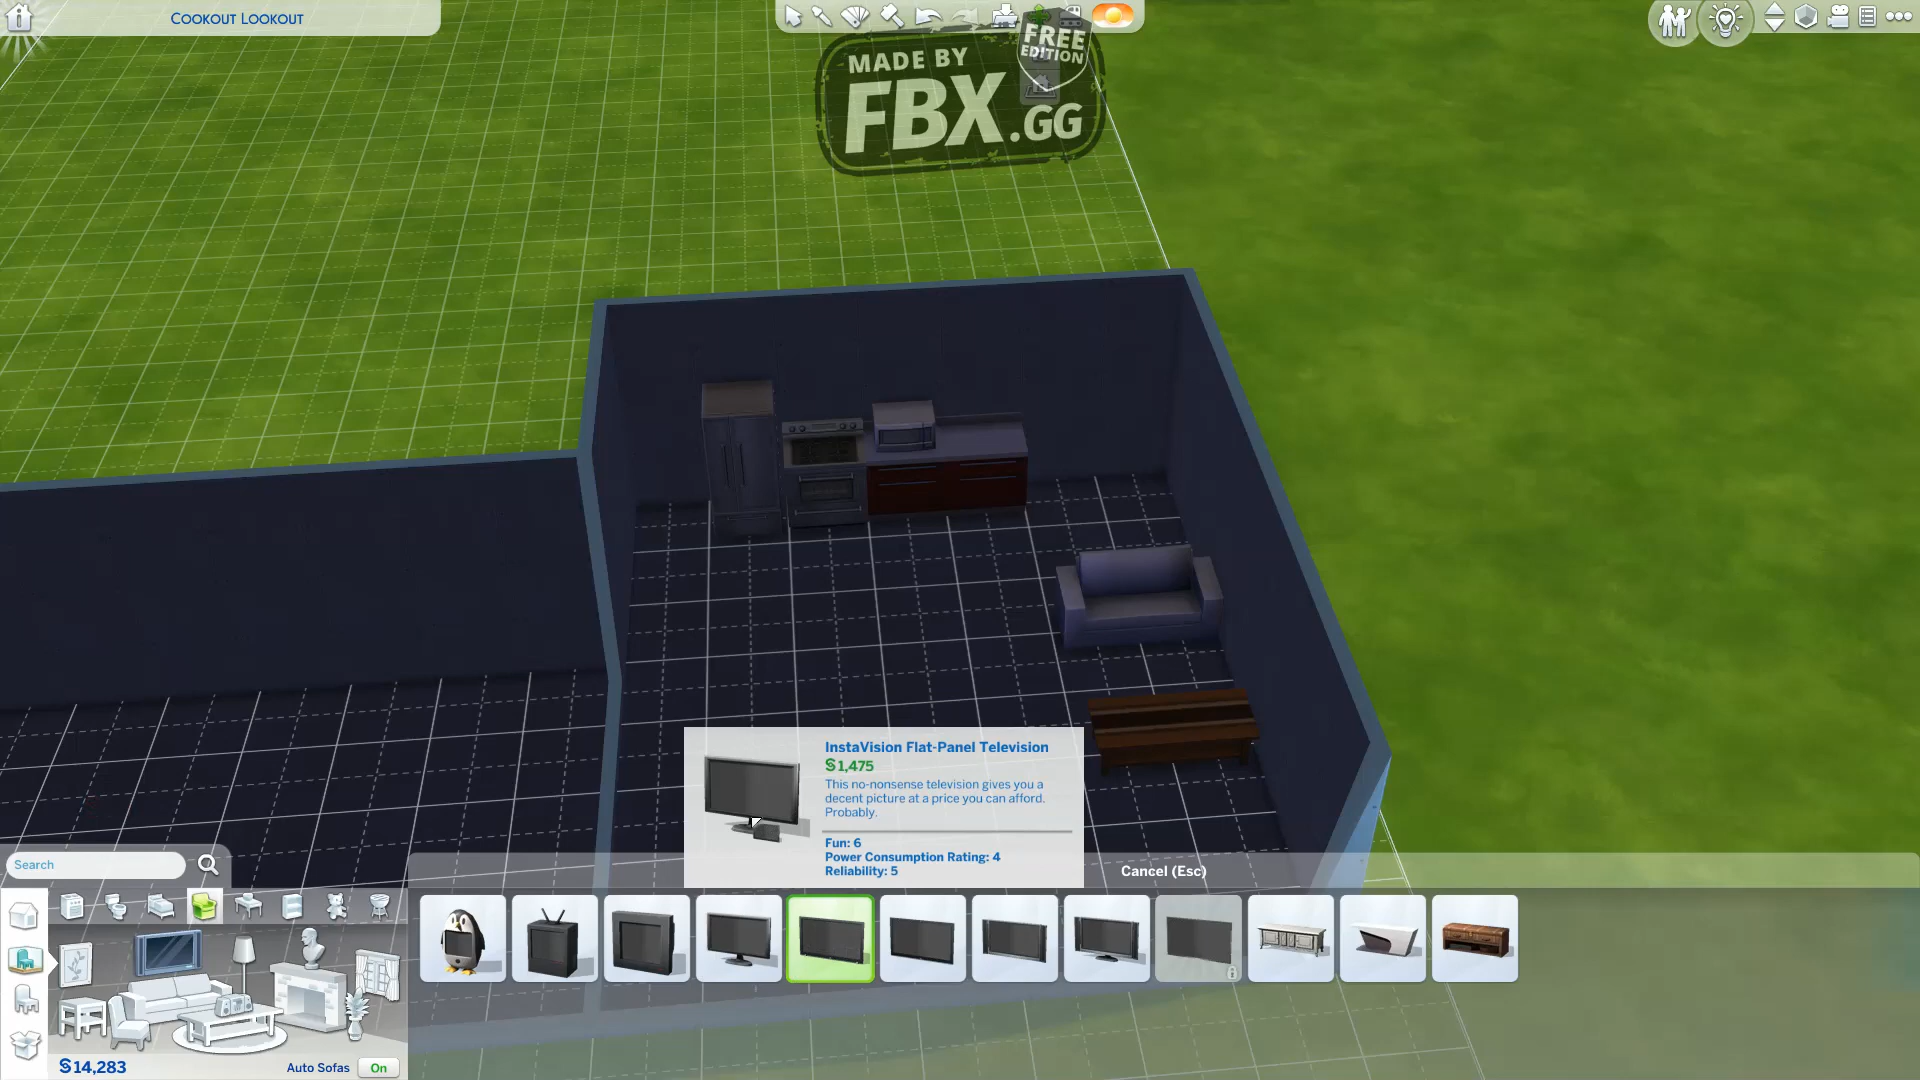 Cookout Lookout
MADE BY
FBX.GG
FREE
EDITION
InstaVision Flat-Panel Television
§1,475
This no-nonsense television gives you a
decent picture at a price you can afford.
Probably.
Fun: 6
Power Consumption Rating: 4
Reliability: 5
Search
Cancel (Esc)
§14,283
Auto Sofas
On